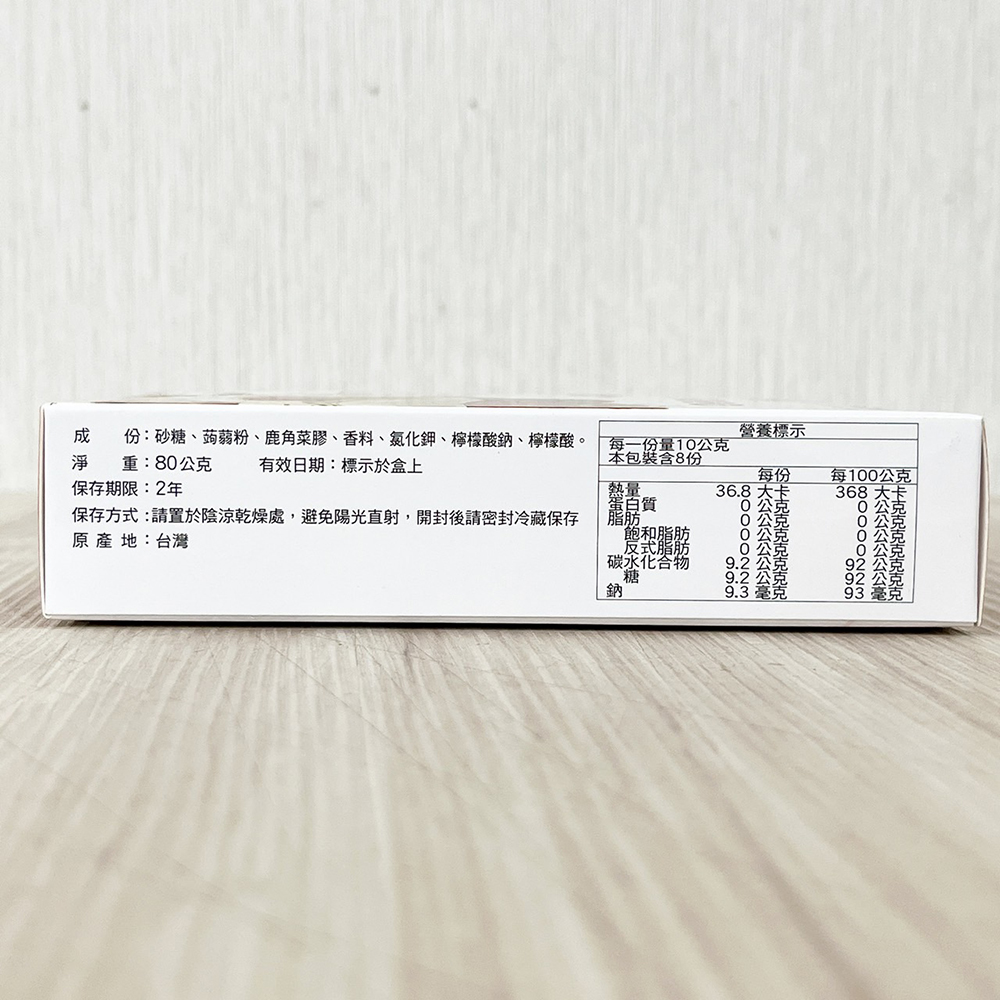 成　份：砂糖、蒟蒻粉、鹿角菜膠、香料、氯化鉀、檸檬酸鈉、檸檬酸。
淨　重：80公克　有效日期：標示於盒上
保存期限：2年
保存方式：請置於陰涼乾燥處，避免陽光直射，開封後請密封冷藏保存
原 產 地：台灣
營養標示
每一份量10公克
本包裝含8份
每份　每100公克
熱量　36.8 大卡　368 大卡
蛋白質　0 公克　0 公克
脂肪　0 公克　0 公克
飽和脂肪　0 公克　0 公克
反式脂肪　0 公克　0 公克
碳水化合物　9.2 公克　92 公克
糖　9.2 公克　92 公克
鈉　9.3 毫克　93 毫克